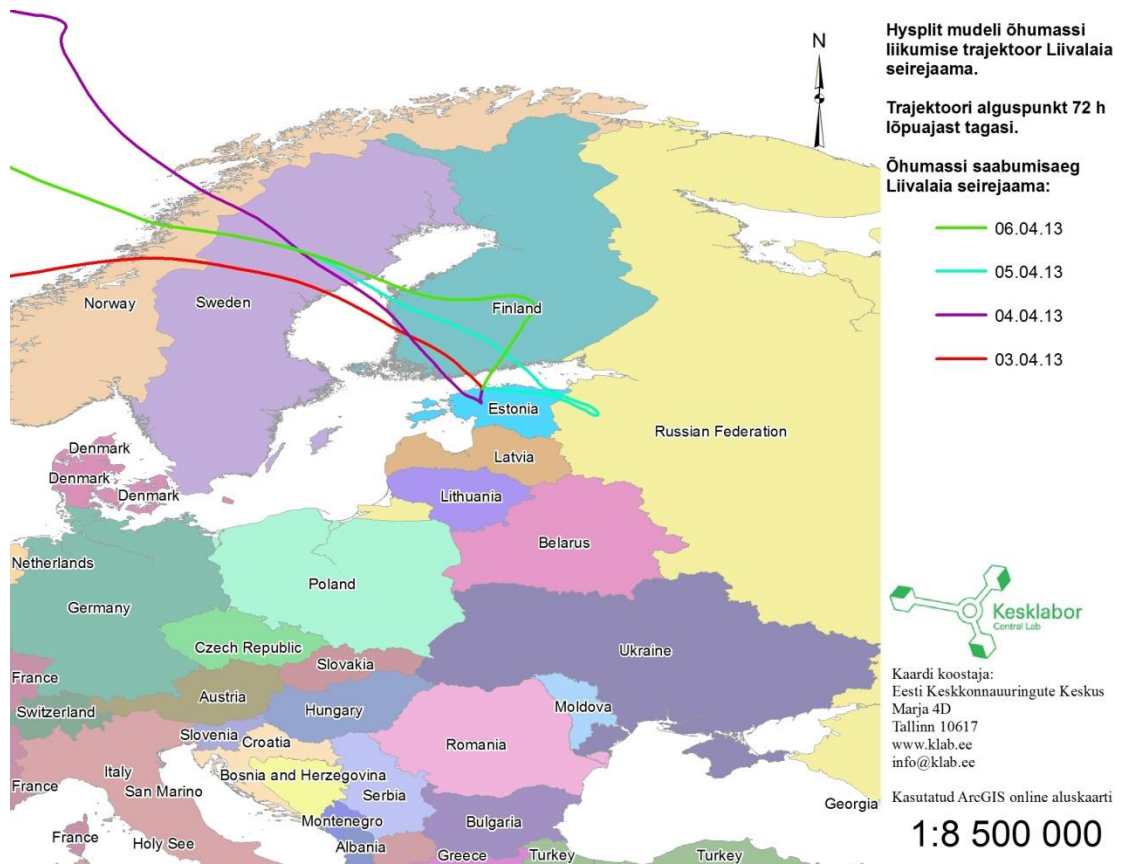 Hysplit mudeli õhumassi
liikumise trajektoor Liivalaia
seirejaama.
Trajektoori alguspunkt 72 h
lõpuajast tagasi.
Õhumassi saabumisaeg
Liivalaia seirejaama:
06.04.13
05.04.13
04.04.13
03.04.13
N
Norway
Sweden
Finland
Estonia
Russian Federation
Latvia
Denmark
Denmark
Denmark
Lithuania
Belarus
Netherlands
Poland
Germany
Czech Republic
Ukraine
Slovakia
France
Austria
Switzerland
Hungary
Moldova
Slovenia
Croatia
Romania
Italy
Bosnia and Herzegovina
France
San Marino
Serbia
Georgia
Montenegro
Bulgaria
France
Holy See
Albania
Greece
Turkey
Turkey
Kesklabor
Central Lab
Kaardi koostaja:
Eesti Keskkonnauuringute Keskus
Marja 4D
Tallinn 10617
www.klab.ee
info@klab.ee
Kasutatud ArcGIS online aluskaarti
1:8 500 000